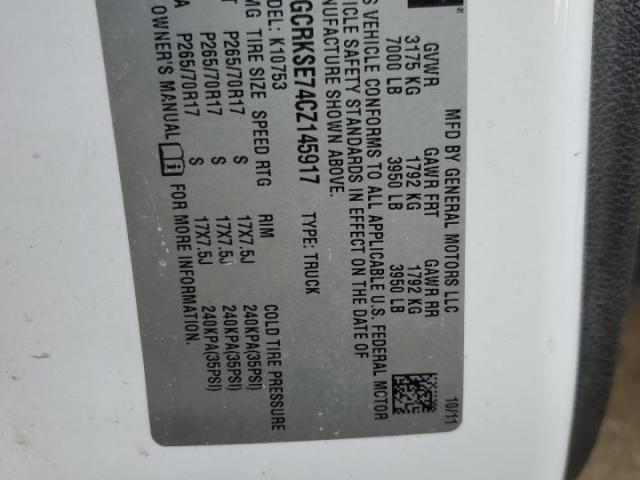 MFD BY GENERAL MOTORS LLC 10/11
GVWR GAWR FRT GAWR RR
3175 KG 1792 KG 1792 KG
7000 LB 3950 LB 3950 LB
S VEHICLE CONFORMS TO ALL APPLICABLE U.S. FEDERAL MOTOR
ICLE SAFETY STANDARDS IN EFFECT ON THE DATE OF
NUFACTURE SHOWN ABOVE.
GCRKSE74CZ145917 TYPE: TRUCK
MODEL: K10753
TIRE SIZE SPEED RTG RIM COLD TIRE PRESSURE
P265/70R17 S 17X7.5J 240KPA(35PSI)
P265/70R17 S 17X7.5J 240KPA(35PSI)
P265/70R17 S 17X7.5J 240KPA(35PSI)
OWNER'S MANUAL i FOR MORE INFORMATION.